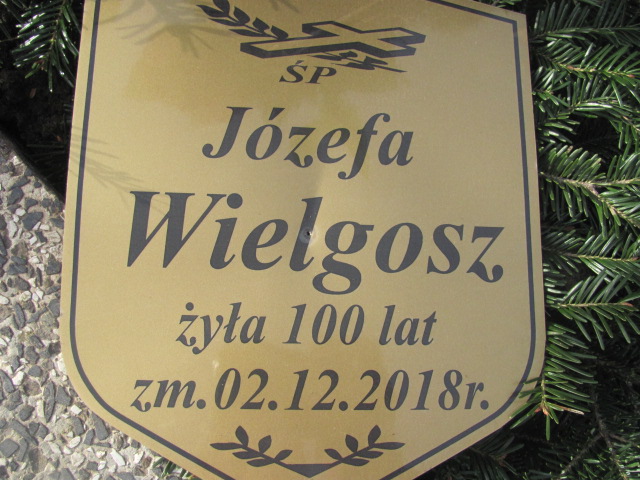 ŚP
Józefa
Wielgosz
żyła 100 lat
zm.02.12.2018r.